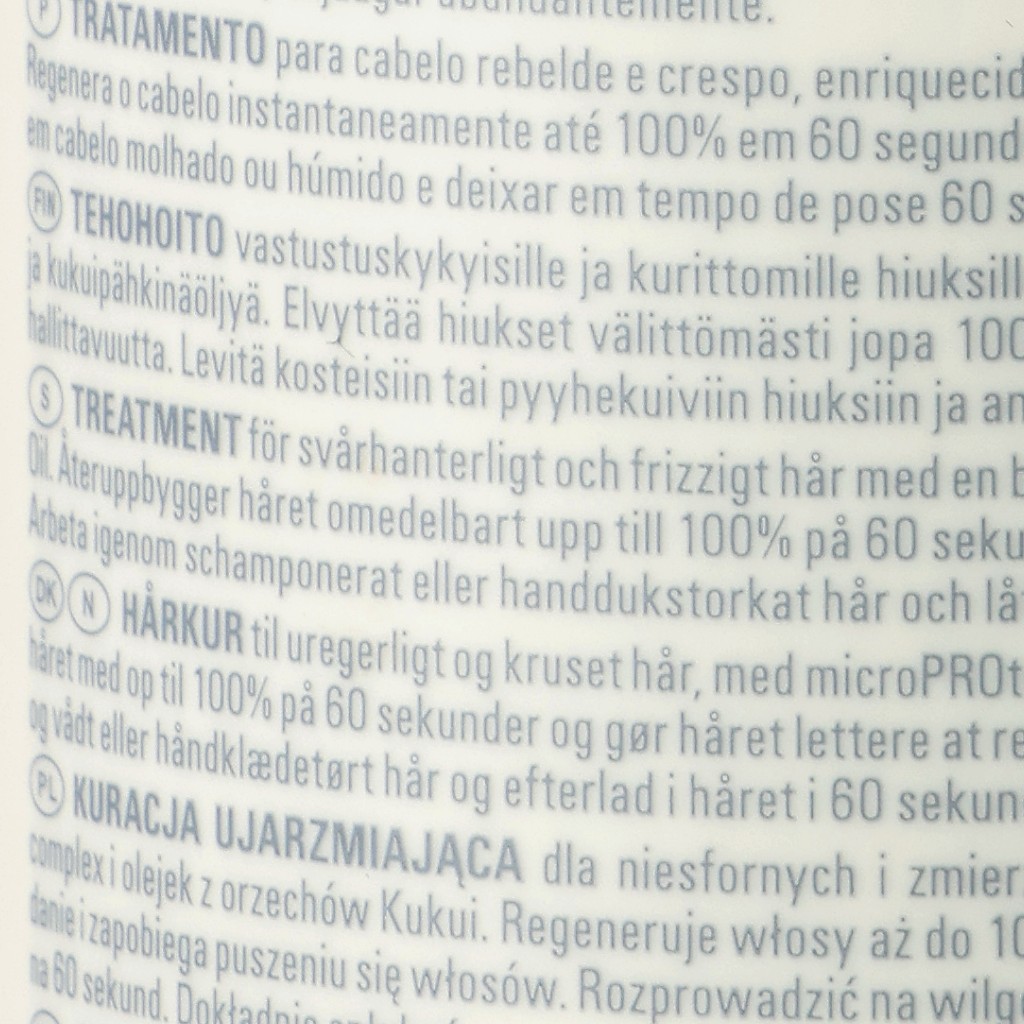 abundantemente.
P TRATAMENTO para cabelo rebelde e crespo, enriquecid
Regenera o cabelo instantaneamente até 100% em 60 segund
em cabelo molhado ou húmido e deixar em tempo de pose 60 s
FIN TEHOHOITO vastustuskykyisille ja kurittomille hiuksill
ja kukuipähkinäöljyä. Elvyttää hiukset välittömästi jopa 100
hallittavuutta. Levitä kosteisiin tai pyyhekuiviin hiuksiin ja an
S TREATMENT för svårhanterligt och frizzigt hår med en b
Oil. Återuppbygger håret omedelbart upp till 100% på 60 seku
Arbeta igenom schamponerat eller handdukstorkat hår och lå
DK N HÅRKUR til uregerligt og kruset hår, med microPROt
håret med op til 100% på 60 sekunder og gør håret lettere at re
og vådt eller håndklædetørt hår og efterlad i håret i 60 sekun
PL KURACJA UJARZMIAJĄCA dla niesfornych i zmier
complex i olejek z orzechów Kukui. Regeneruje włosy aż do 10
danie i zapobiega puszeniu się włosów. Rozprowadzić na wilg
na 60 sekund. Dokładnie